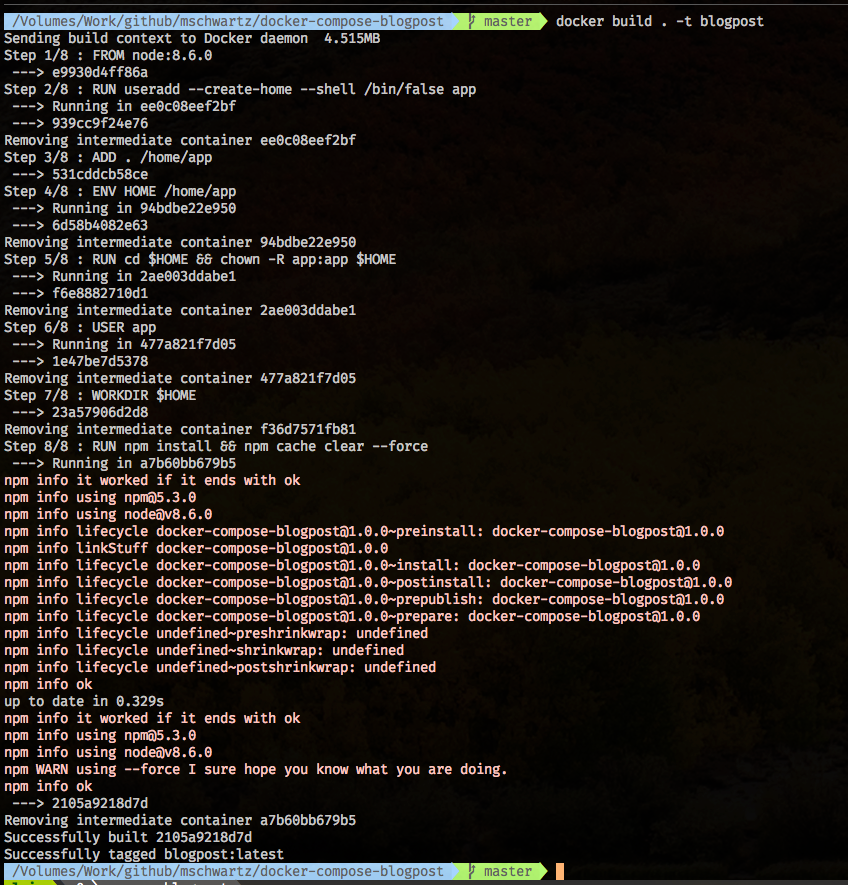 /Volumes/Work/github/mschwartz/docker-compose-blogpost master docker build . -t blogpost
Sending build context to Docker daemon  4.515MB
Step 1/8 : FROM node:8.6.0
 ---> e9930d4ff86a
Step 2/8 : RUN useradd --create-home --shell /bin/false app
 ---> Running in ee0c08eef2bf
 ---> 939cc9f24e76
Removing intermediate container ee0c08eef2bf
Step 3/8 : ADD . /home/app
 ---> 531cddcb58ce
Step 4/8 : ENV HOME /home/app
 ---> Running in 94bdbe22e950
 ---> 6d58b4082e63
Removing intermediate container 94bdbe22e950
Step 5/8 : RUN cd $HOME && chown -R app:app $HOME
 ---> Running in 2ae003ddabe1
 ---> f6e8882710d1
Removing intermediate container 2ae003ddabe1
Step 6/8 : USER app
 ---> Running in 477a821f7d05
 ---> 1e47be7d5378
Removing intermediate container 477a821f7d05
Step 7/8 : WORKDIR $HOME
 ---> 23a57906d2d8
Removing intermediate container f36d7571fb81
Step 8/8 : RUN npm install && npm cache clear --force
 ---> Running in a7b60bb679b5
npm info it worked if it ends with ok
npm info using npm@5.3.0
npm info using node@v8.6.0
npm info lifecycle docker-compose-blogpost@1.0.0~preinstall: docker-compose-blogpost@1.0.0
npm info linkStuff docker-compose-blogpost@1.0.0
npm info lifecycle docker-compose-blogpost@1.0.0~install: docker-compose-blogpost@1.0.0
npm info lifecycle docker-compose-blogpost@1.0.0~postinstall: docker-compose-blogpost@1.0.0
npm info lifecycle docker-compose-blogpost@1.0.0~prepublish: docker-compose-blogpost@1.0.0
npm info lifecycle docker-compose-blogpost@1.0.0~prepare: docker-compose-blogpost@1.0.0
npm info lifecycle undefined~preshrinkwrap: undefined
npm info lifecycle undefined~shrinkwrap: undefined
npm info lifecycle undefined~postshrinkwrap: undefined
npm info ok
up to date in 0.329s
npm info it worked if it ends with ok
npm info using npm@5.3.0
npm info using node@v8.6.0
npm WARN using --force I sure hope you know what you are doing.
npm info ok
 ---> 2105a9218d7d
Removing intermediate container a7b60bb679b5
Successfully built 2105a9218d7d
Successfully tagged blogpost:latest
/Volumes/Work/github/mschwartz/docker-compose-blogpost master